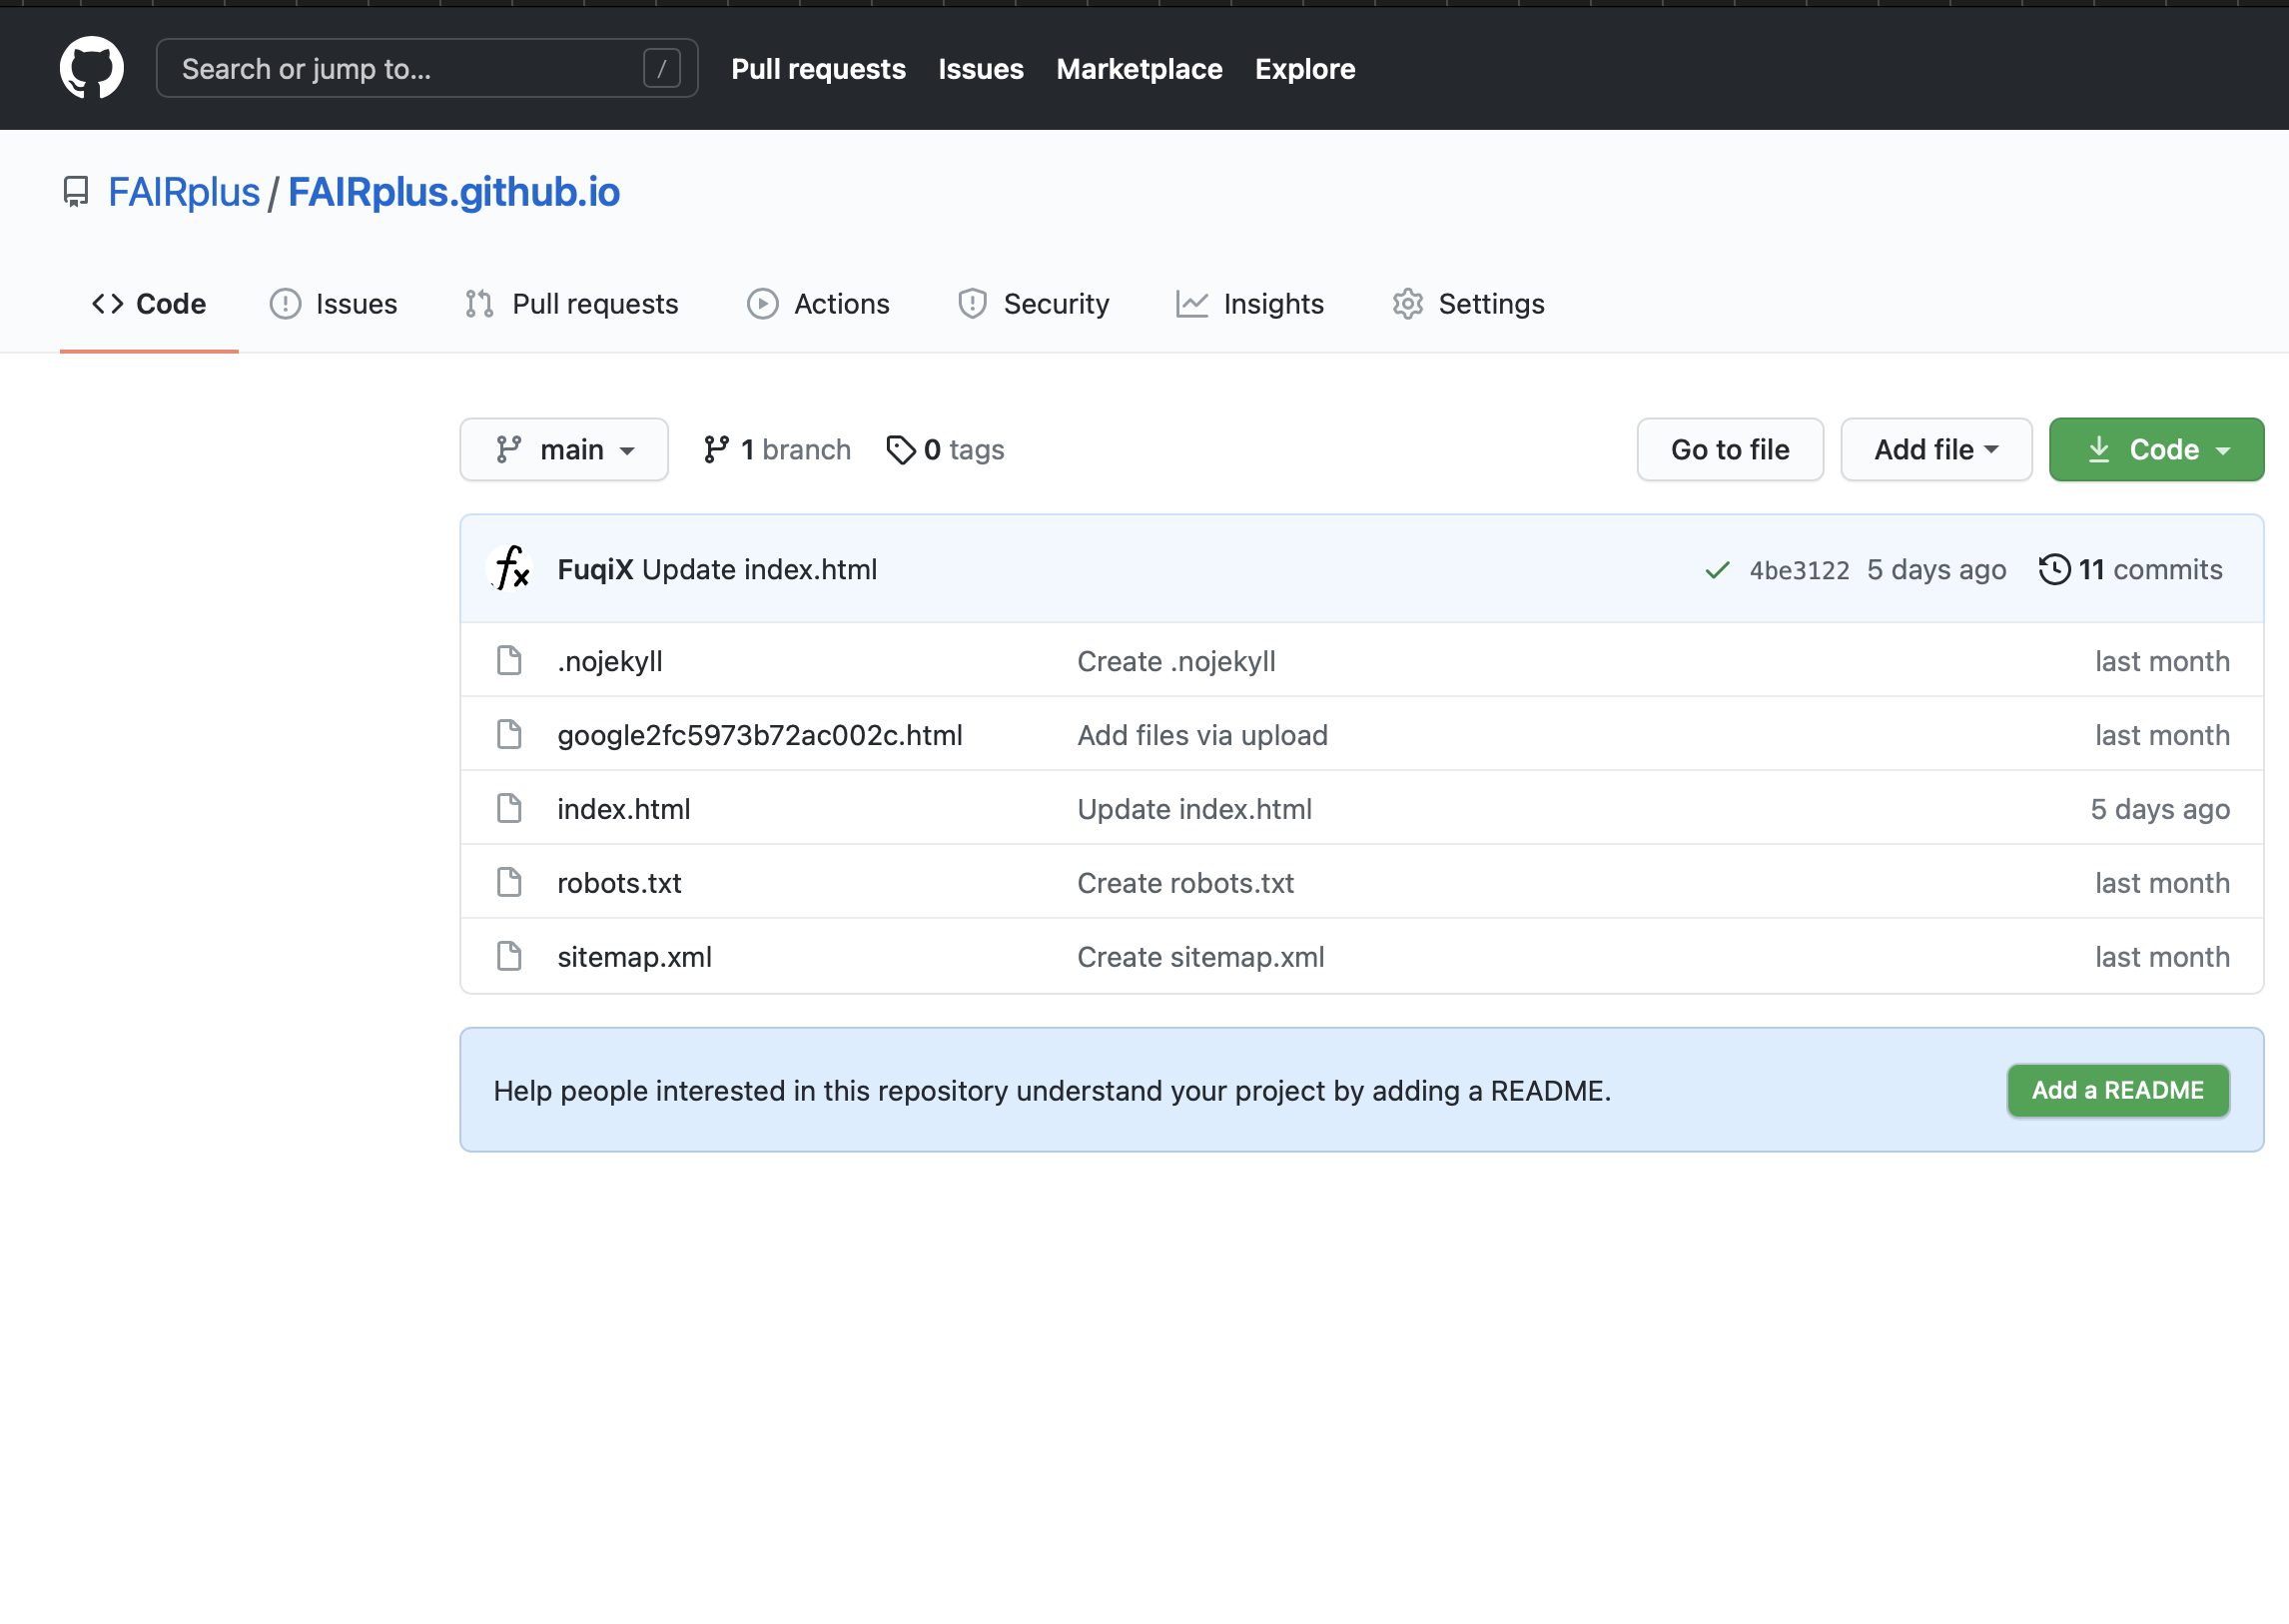 Search or jump to... / Pull requests Issues Marketplace Explore
FAIRplus / FAIRplus.github.io
Code Issues Pull requests Actions Security Insights Settings
main 1 branch 0 tags Go to file Add file Code
fx FuqiX Update index.html 4be3122 5 days ago 11 commits
.nojekyll Create .nojekyll last month
google2fc5973b72ac002c.html Add files via upload last month
index.html Update index.html 5 days ago
robots.txt Create robots.txt last month
sitemap.xml Create sitemap.xml last month
Help people interested in this repository understand your project by adding a README. Add a README